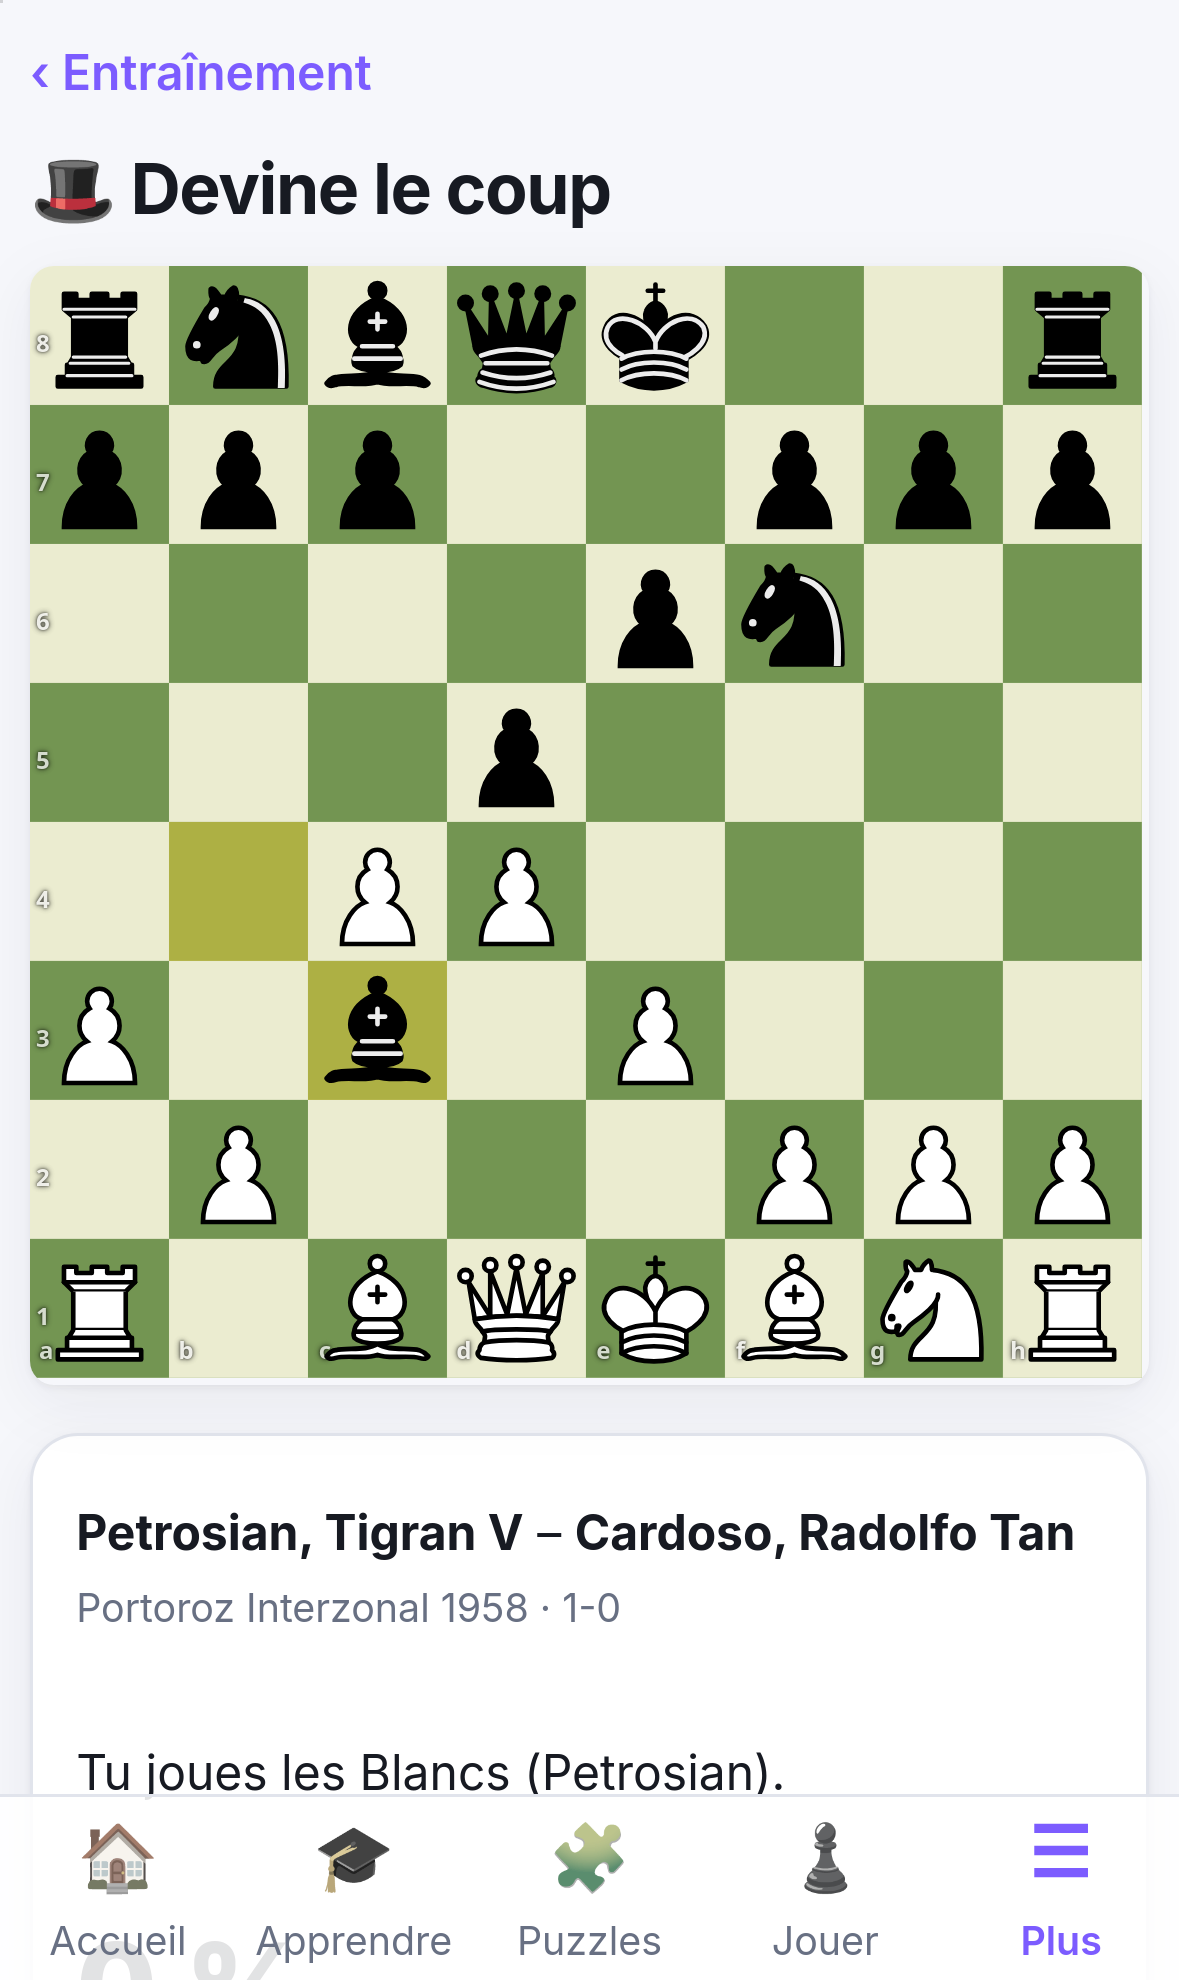 ‹ Entraînement
Devine le coup
8
7
6
5
4
3
2
1
a b c d e f g h
Petrosian, Tigran V – Cardoso, Radolfo Tan
Portoroz Interzonal 1958 · 1-0
Tu joues les Blancs (Petrosian).
0 %
Accueil Apprendre Puzzles Jouer Plus